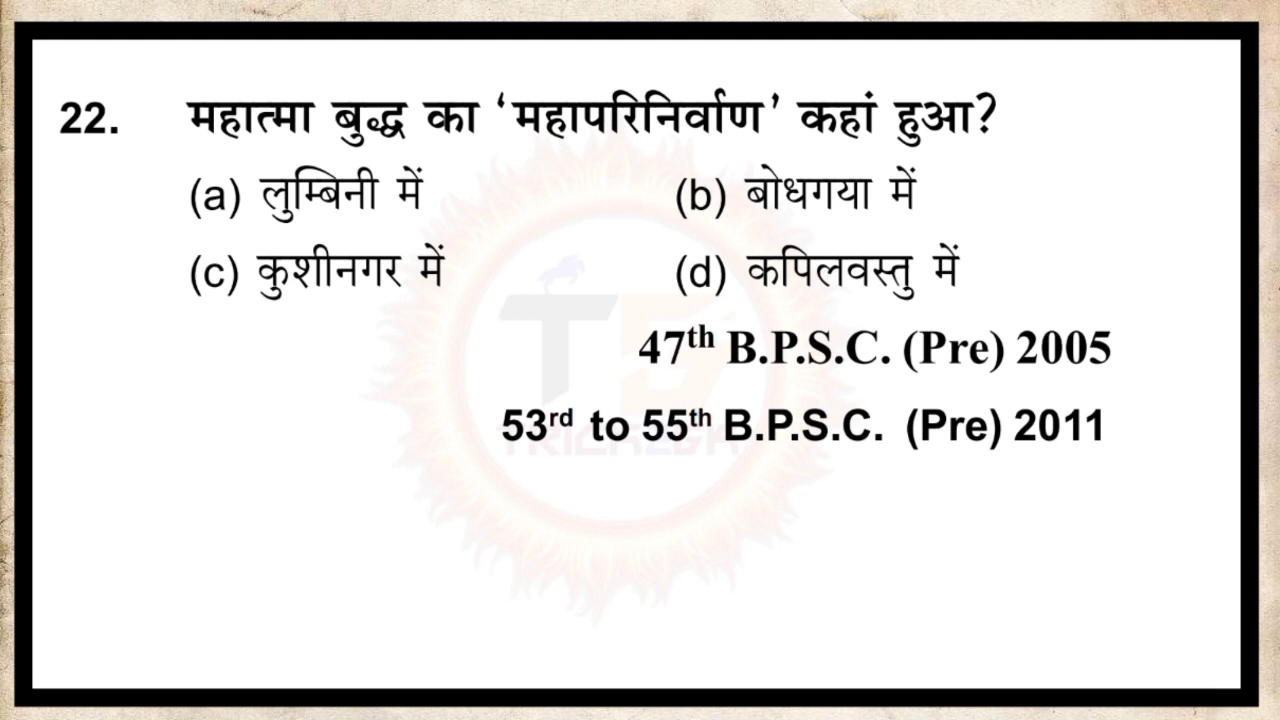 22. महात्मा बुद्ध का ‘महापरिनिर्वाण’ कहां हुआ?
(a) लुम्बिनी में (b) बोधगया में
(c) कुशीनगर में (d) कपिलवस्तु में
47th B.P.S.C. (Pre) 2005
53rd to 55th B.P.S.C. (Pre) 2011